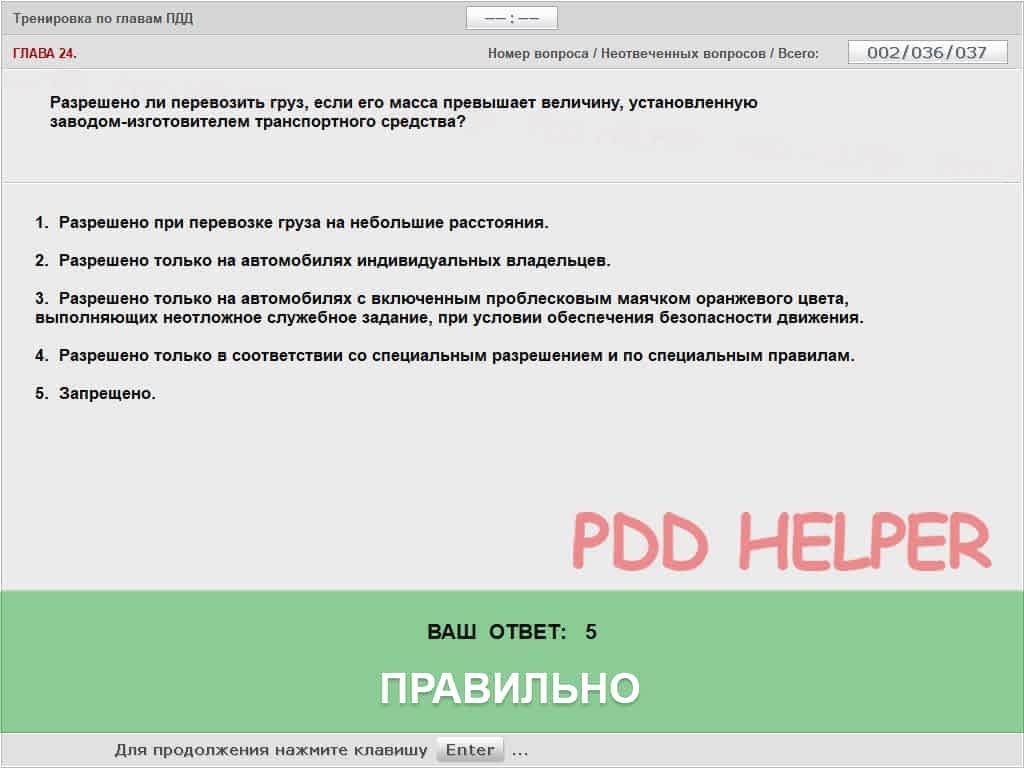 Тренировка по главам ПДД
––:––
ГЛАВА 24.
Номер вопроса / Неотвеченных вопросов / Всего:
002/036/037
Разрешено ли перевозить груз, если его масса превышает величину, установленную
заводом-изготовителем транспортного средства?
1. Разрешено при перевозке груза на небольшие расстояния.
2. Разрешено только на автомобилях индивидуальных владельцев.
3. Разрешено только на автомобилях с включенным проблесковым маячком оранжевого цвета,
выполняющих неотложное служебное задание, при условии обеспечения безопасности движения.
4. Разрешено только в соответствии со специальным разрешением и по специальным правилам.
5. Запрещено.
PDD HELPER
ВАШ ОТВЕТ: 5
ПРАВИЛЬНО
Для продолжения нажмите клавишу Enter ...